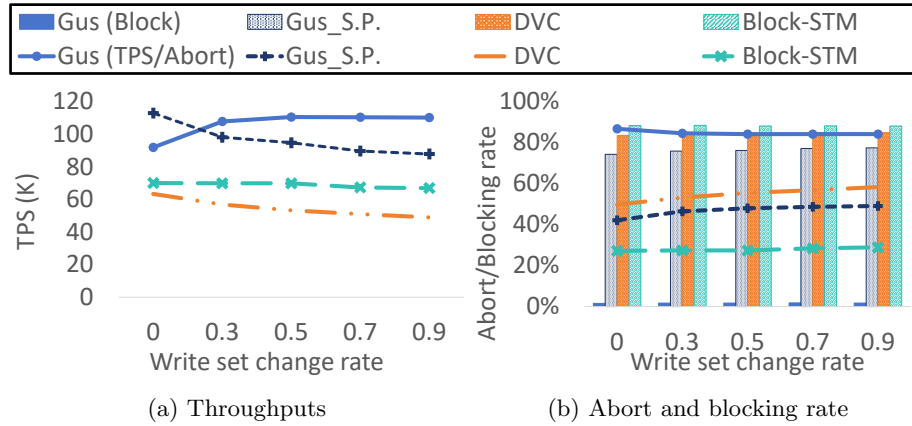 Gus (Block) Gus_S.P. DVC Block-STM
Gus (TPS/Abort) Gus_S.P. DVC Block-STM
TPS (K)
120
100
80
60
40
20
0
0 0.3 0.5 0.7 0.9
Write set change rate
(a) Throughputs
Abort/Blocking rate
100%
80%
60%
40%
20%
0%
0 0.3 0.5 0.7 0.9
Write set change rate
(b) Abort and blocking rate